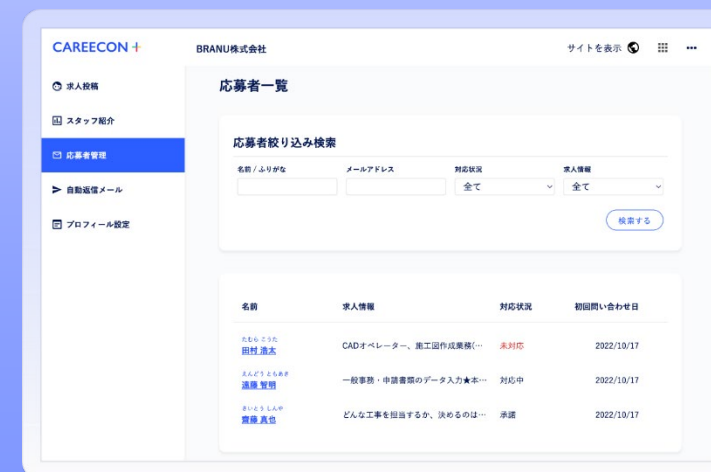 CAREECON +
BRANU株式会社
サイトを表示
求人投稿
スタッフ紹介
応募者管理
自動返信メール
プロフィール設定
応募者一覧
応募者絞り込み検索
名前 / ふりがな メールアドレス 対応状況 求人情報
全て 全て
検索する
名前 求人情報 対応状況 初回問い合わせ日
たむら こうた
田村 浩太 CADオペレーター、施工図作成業務(… 未対応 2022/10/17
えんどう ともあき
遠藤 智明 一般事務・申請書類のデータ入力★本… 対応中 2022/10/17
さいとう しんや
齋藤 真也 どんな工事を担当するか、決めるのは… 承諾 2022/10/17